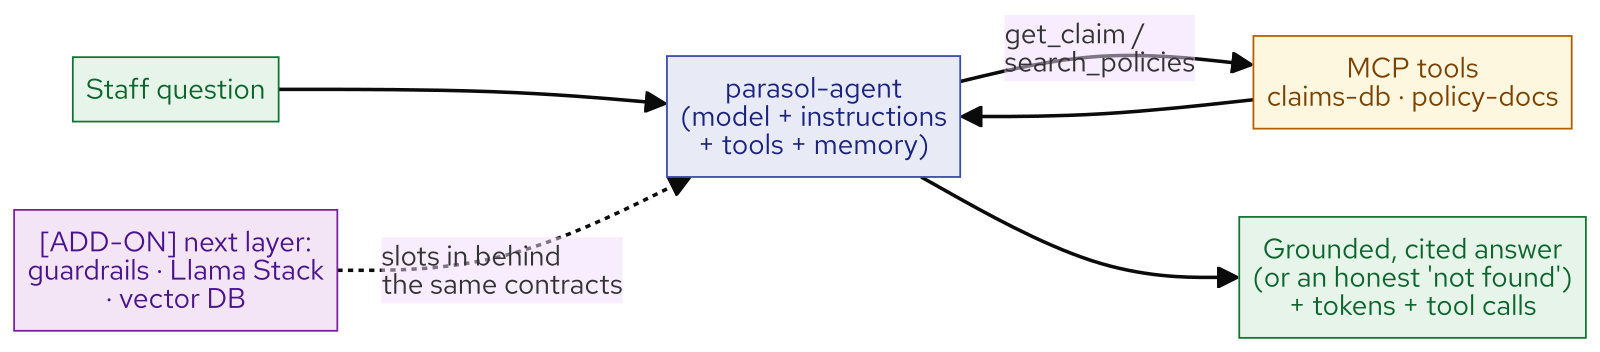 Staff question
parasol-agent
(model + instructions
+ tools + memory)
get_claim /
search_policies
MCP tools
claims-db · policy-docs
[ADD-ON] next layer:
guardrails · Llama Stack
· vector DB
slots in behind
the same contracts
Grounded, cited answer
(or an honest 'not found')
+ tokens + tool calls